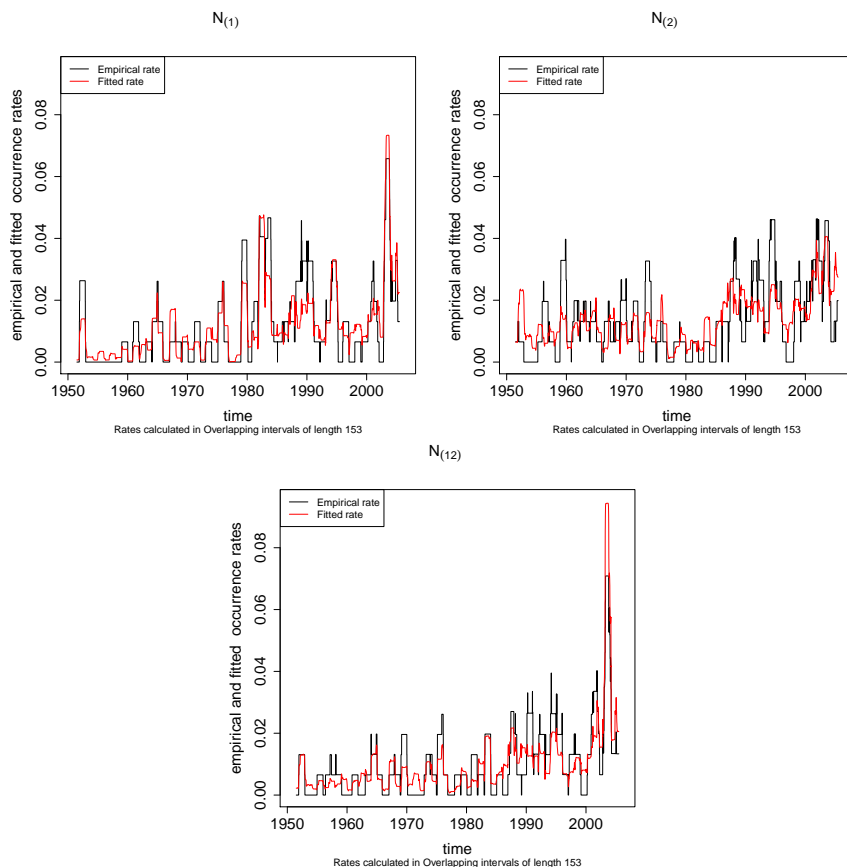 N(1)
Empirical rate
Fitted rate
empirical and fitted occurrence rates
0.00 0.02 0.04 0.06 0.08
1950 1960 1970 1980 1990 2000
time
Rates calculated in Overlapping intervals of length 153
N(2)
Empirical rate
Fitted rate
empirical and fitted occurrence rates
0.00 0.02 0.04 0.06 0.08
1950 1960 1970 1980 1990 2000
time
Rates calculated in Overlapping intervals of length 153
N(12)
Empirical rate
Fitted rate
empirical and fitted occurrence rates
0.00 0.02 0.04 0.06 0.08
1950 1960 1970 1980 1990 2000
time
Rates calculated in Overlapping intervals of length 153